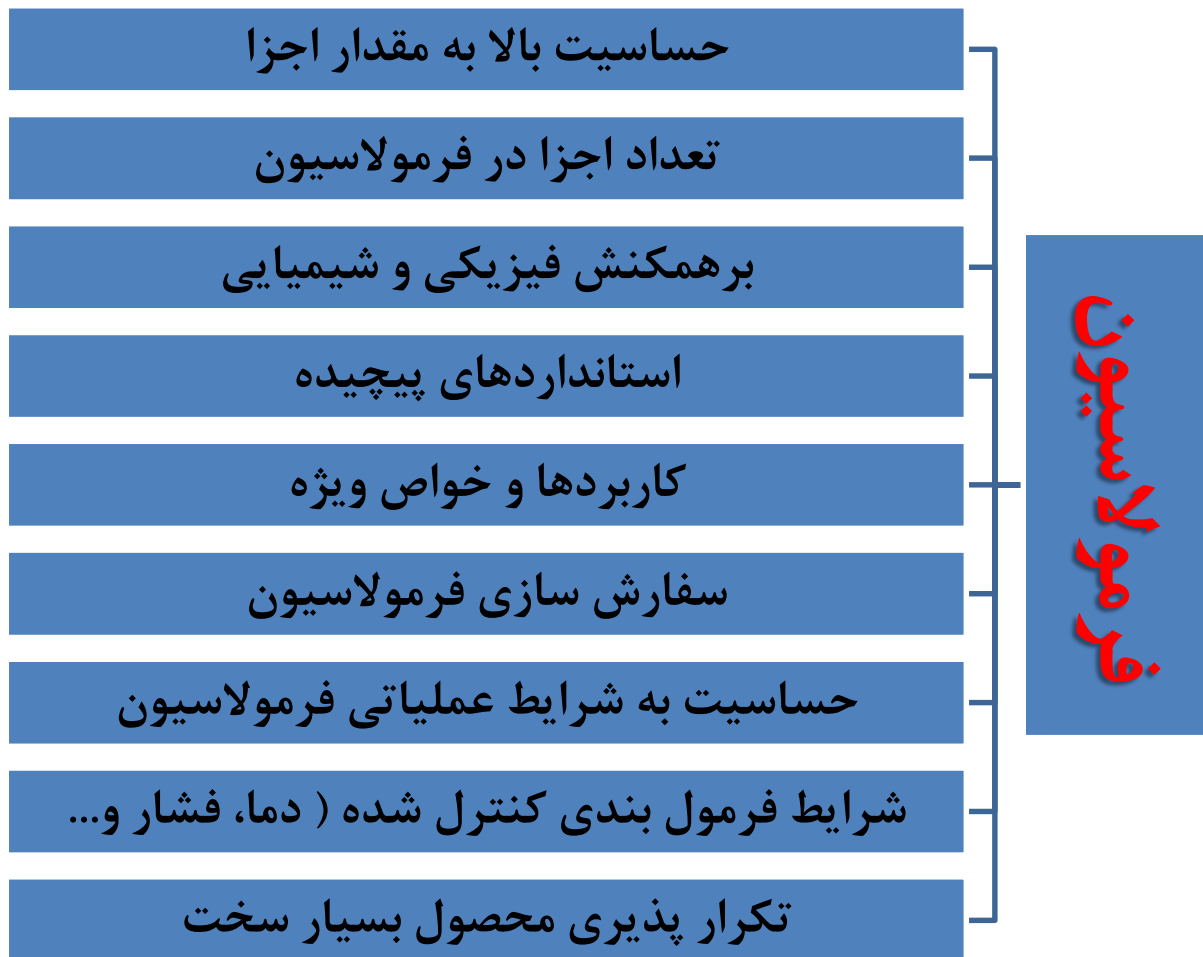 فرمولاسیون
حساسیت بالا به مقدار اجزا
تعداد اجزا در فرمولاسیون
برهمکنش فیزیکی و شیمیایی
استانداردهای پیچیده
کاربردها و خواص ویژه
سفارش سازی فرمولاسیون
حساسیت به شرایط عملیاتی فرمولاسیون
شرایط فرمول بندی کنترل شده ( دما، فشار و...
تکرار پذیری محصول بسیار سخت